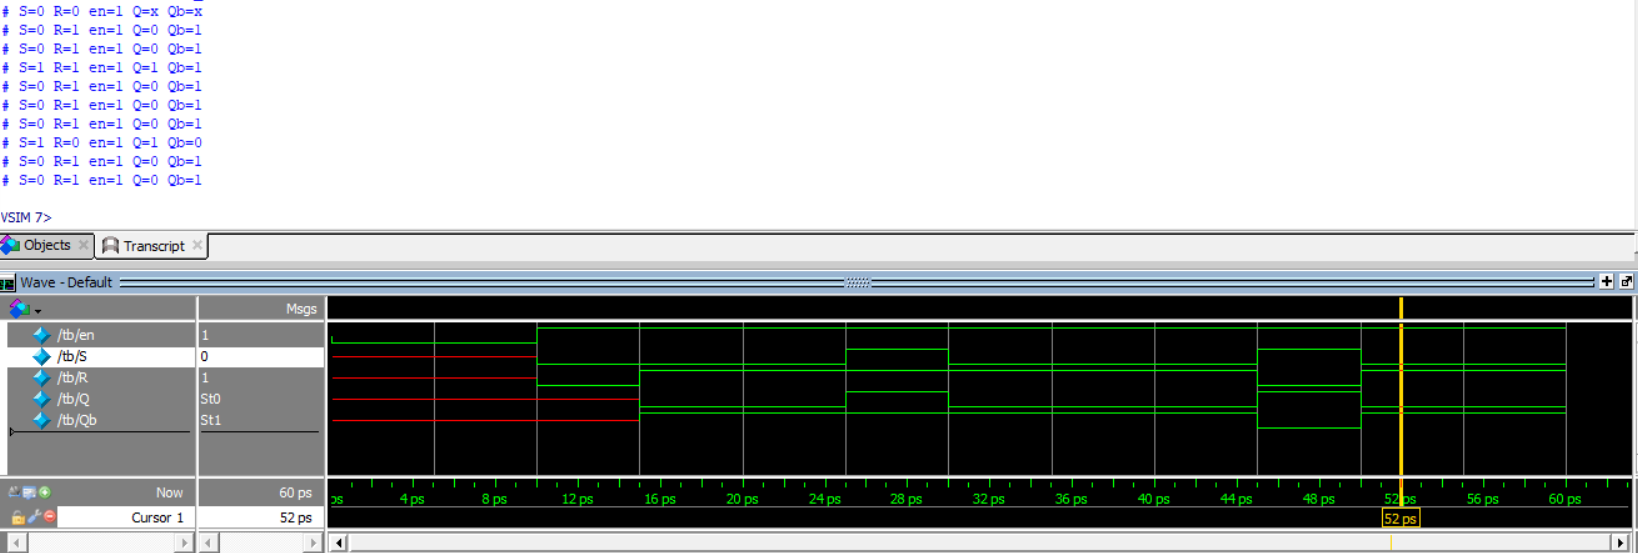 # S=0 R=0 en=1 Q=x Qb=x
# S=0 R=1 en=1 Q=0 Qb=1
# S=0 R=1 en=1 Q=0 Qb=1
# S=1 R=1 en=1 Q=1 Qb=1
# S=0 R=1 en=1 Q=0 Qb=1
# S=0 R=1 en=1 Q=0 Qb=1
# S=0 R=1 en=1 Q=0 Qb=1
# S=1 R=0 en=1 Q=1 Qb=0
# S=0 R=1 en=1 Q=0 Qb=1
# S=0 R=1 en=1 Q=0 Qb=1
VSIM 7>
Objects Transcript
Wave - Default
Msgs
/tb/en 1
/tb/S 0
/tb/R 1
/tb/Q St0
/tb/Qb St1
Now 60 ps ps 4 ps 8 ps 12 ps 16 ps 20 ps 24 ps 28 ps 32 ps 36 ps 40 ps 44 ps 48 ps 52 ps 56 ps 60 ps
Cursor 1 52 ps 52 ps